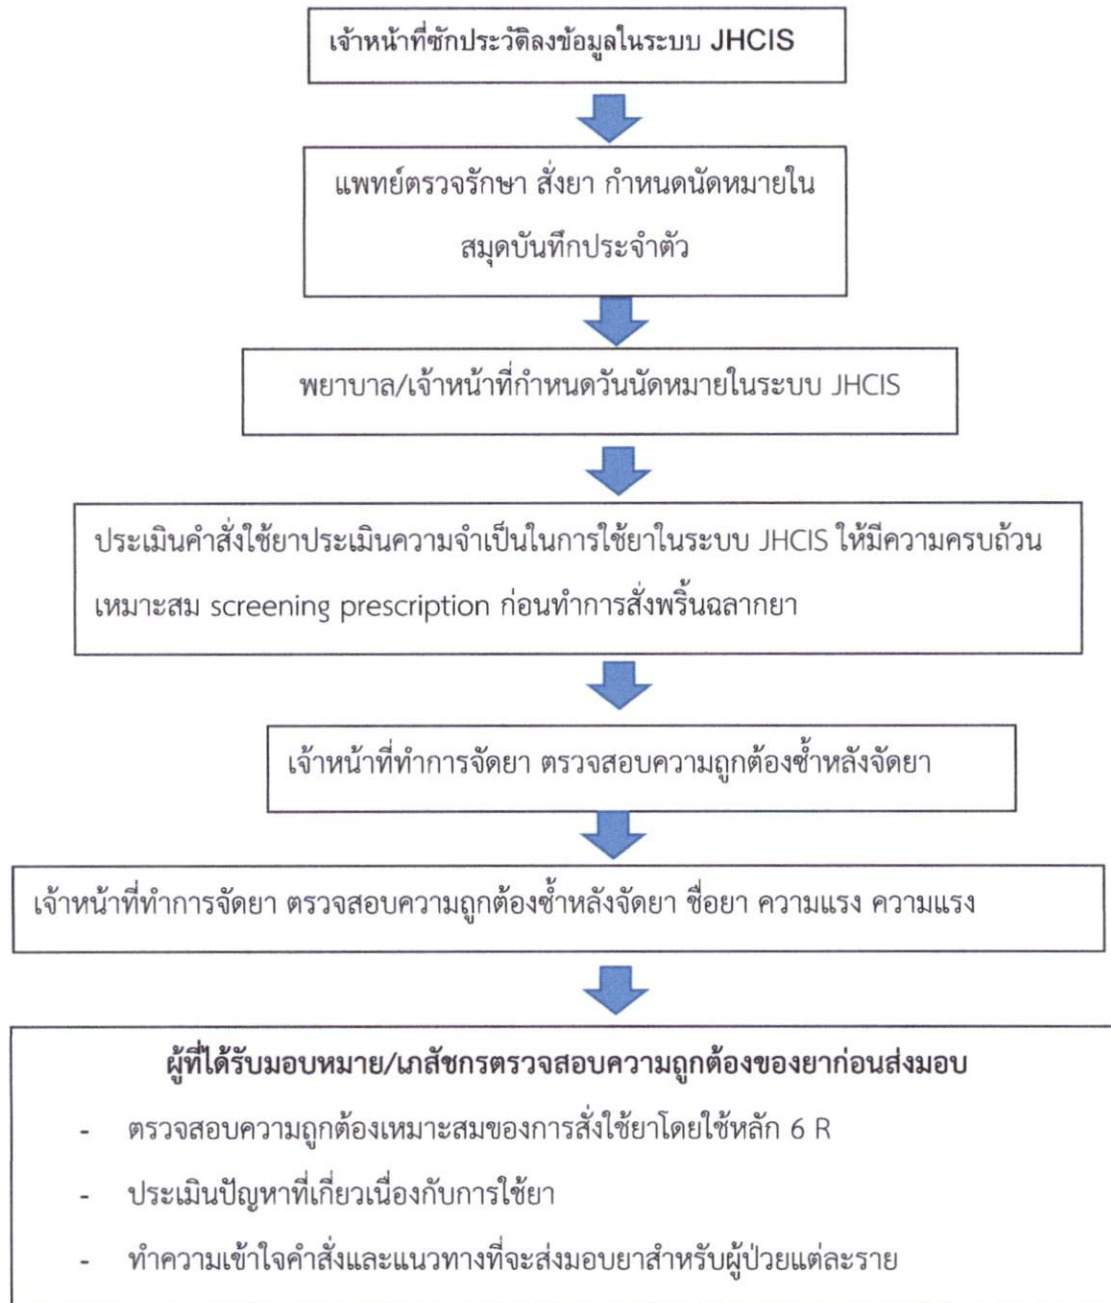 เจ้าหน้าที่ซักประวัติลงข้อมูลในระบบ JHCIS
แพทย์ตรวจรักษา สั่งยา กำหนดนัดหมายใน
สมุดบันทึกประจำตัว
พยาบาล/เจ้าหน้าที่กำหนดวันนัดหมายในระบบ JHCIS
ประเมินคำสั่งใช้ยาประเมินความจำเป็นในการใช้ยาในระบบ JHCIS ให้มีความครบถ้วน
เหมาะสม screening prescription ก่อนทำการสั่งพริ้นฉลากยา
เจ้าหน้าที่ทำการจัดยา ตรวจสอบความถูกต้องซ้ำหลังจัดยา
เจ้าหน้าที่ทำการจัดยา ตรวจสอบความถูกต้องซ้ำหลังจัดยา ชื่อยา ความแรง ความแรง
ผู้ที่ได้รับมอบหมาย/เภสัชกรตรวจสอบความถูกต้องของยาก่อนส่งมอบ
- ตรวจสอบความถูกต้องเหมาะสมของการสั่งใช้ยาโดยใช้หลัก 6 R
- ประเมินปัญหาที่เกี่ยวเนื่องกับการใช้ยา
- ทำความเข้าใจคำสั่งและแนวทางที่จะส่งมอบยาสำหรับผู้ป่วยแต่ละราย